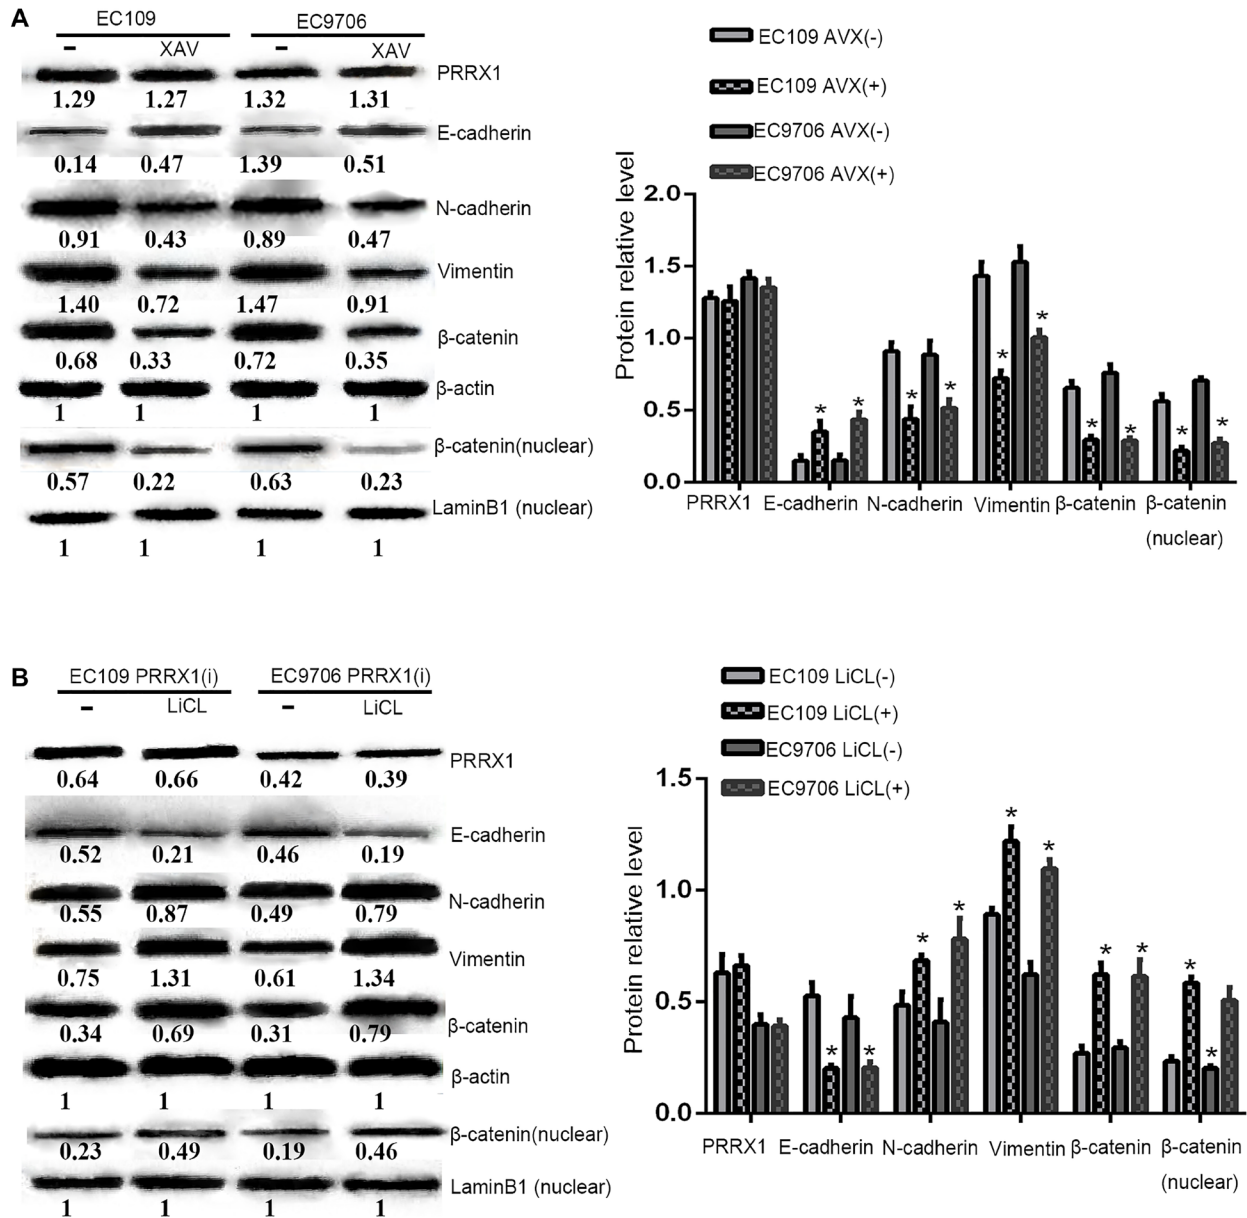 A
EC109 EC9706
- XAV - XAV
PRRX1
1.29 1.27 1.32 1.31
E-cadherin
0.14 0.47 1.39 0.51
N-cadherin
0.91 0.43 0.89 0.47
Vimentin
1.40 0.72 1.47 0.91
β-catenin
0.68 0.33 0.72 0.35
β-actin
1 1 1 1
β-catenin(nuclear)
0.57 0.22 0.63 0.23
LaminB1 (nuclear)
1 1 1 1
EC109 AVX(-)
EC109 AVX(+)
EC9706 AVX(-)
EC9706 AVX(+)
Protein relative level
2.0
1.5
1.0
0.5
0.0
* * * * * * * * * *
PRRX1 E-cadherin N-cadherin Vimentin β-catenin β-catenin
(nuclear)
B
EC109 PRRX1(i) EC9706 PRRX1(i)
- LiCL - LiCL
PRRX1
0.64 0.66 0.42 0.39
E-cadherin
0.52 0.21 0.46 0.19
N-cadherin
0.55 0.87 0.49 0.79
Vimentin
0.75 1.31 0.61 1.34
β-catenin
0.34 0.69 0.31 0.79
β-actin
1 1 1 1
β-catenin(nuclear)
0.23 0.49 0.19 0.46
LaminB1 (nuclear)
1 1 1 1
EC109 LiCL(-)
EC109 LiCL(+)
EC9706 LiCL(-)
EC9706 LiCL(+)
Protein relative level
1.5
1.0
0.5
0.0
* * * * * * * * * *
PRRX1 E-cadherin N-cadherin Vimentin β-catenin β-catenin
(nuclear)